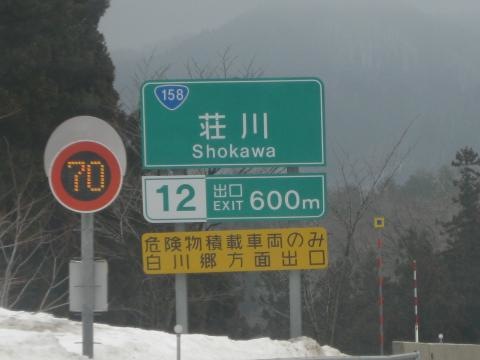 158
荘川
Shokawa
70
12 出口 EXIT 600m
危険物積載車両のみ
白川郷方面出口